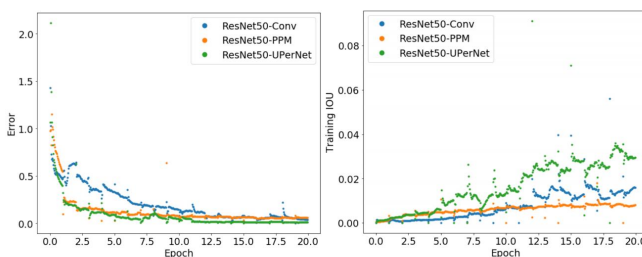 ResNet50-Conv
ResNet50-PPM
ResNet50-UPerNet
Error
2.0
1.5
1.0
0.5
0.0
0.0 2.5 5.0 7.5 10.0 12.5 15.0 17.5 20.0
Epoch
ResNet50-Conv
ResNet50-PPM
ResNet50-UPerNet
Training IOU
0.08
0.06
0.04
0.02
0.00
0.0 2.5 5.0 7.5 10.0 12.5 15.0 17.5 20.0
Epoch